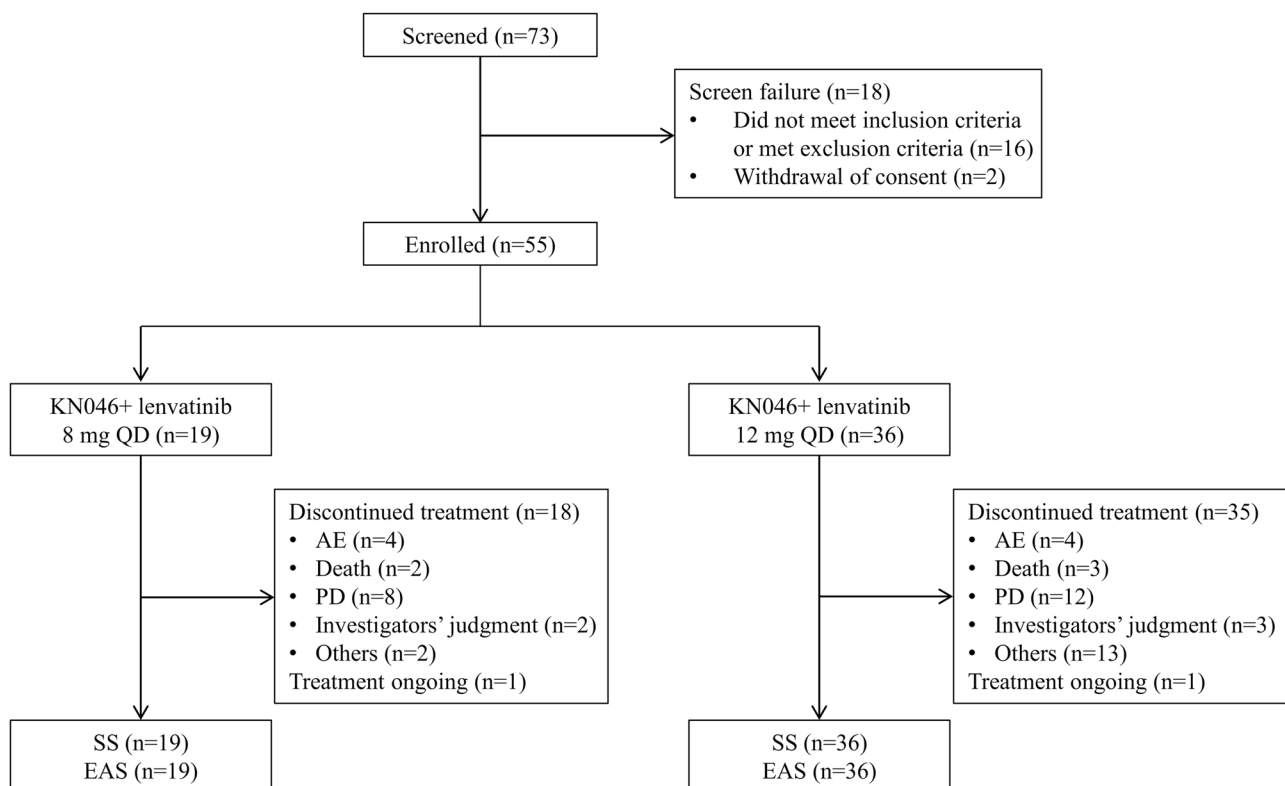 Screened (n=73)
Screen failure (n=18)
• Did not meet inclusion criteria
or met exclusion criteria (n=16)
• Withdrawal of consent (n=2)
Enrolled (n=55)
KN046+ lenvatinib
8 mg QD (n=19)
KN046+ lenvatinib
12 mg QD (n=36)
Discontinued treatment (n=18)
• AE (n=4)
• Death (n=2)
• PD (n=8)
• Investigators’ judgment (n=2)
• Others (n=2)
Treatment ongoing (n=1)
Discontinued treatment (n=35)
• AE (n=4)
• Death (n=3)
• PD (n=12)
• Investigators’ judgment (n=3)
• Others (n=13)
Treatment ongoing (n=1)
SS (n=19)
EAS (n=19)
SS (n=36)
EAS (n=36)